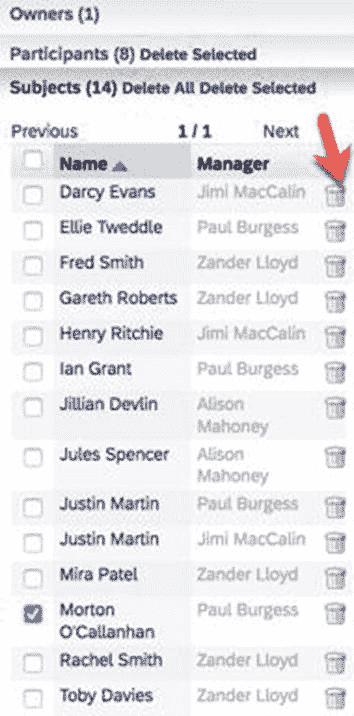 Owners (1)
Participants (8) Delete Selected
Subjects (14) Delete All Delete Selected
Previous 1 / 1 Next
Name Manager
Darcy Evans Jimi MacCalin
Ellie Tweddle Paul Burgess
Fred Smith Zander Lloyd
Gareth Roberts Zander Lloyd
Henry Ritchie Jimi MacCalin
Ian Grant Paul Burgess
Jillian Devlin Alison
Mahoney
Jules Spencer Alison
Mahoney
Justin Martin Paul Burgess
Justin Martin Jimi MacCalin
Mira Patel Zander Lloyd
Morton Paul Burgess
O'Callanhan
Rachel Smith Zander Lloyd
Toby Davies Zander Lloyd